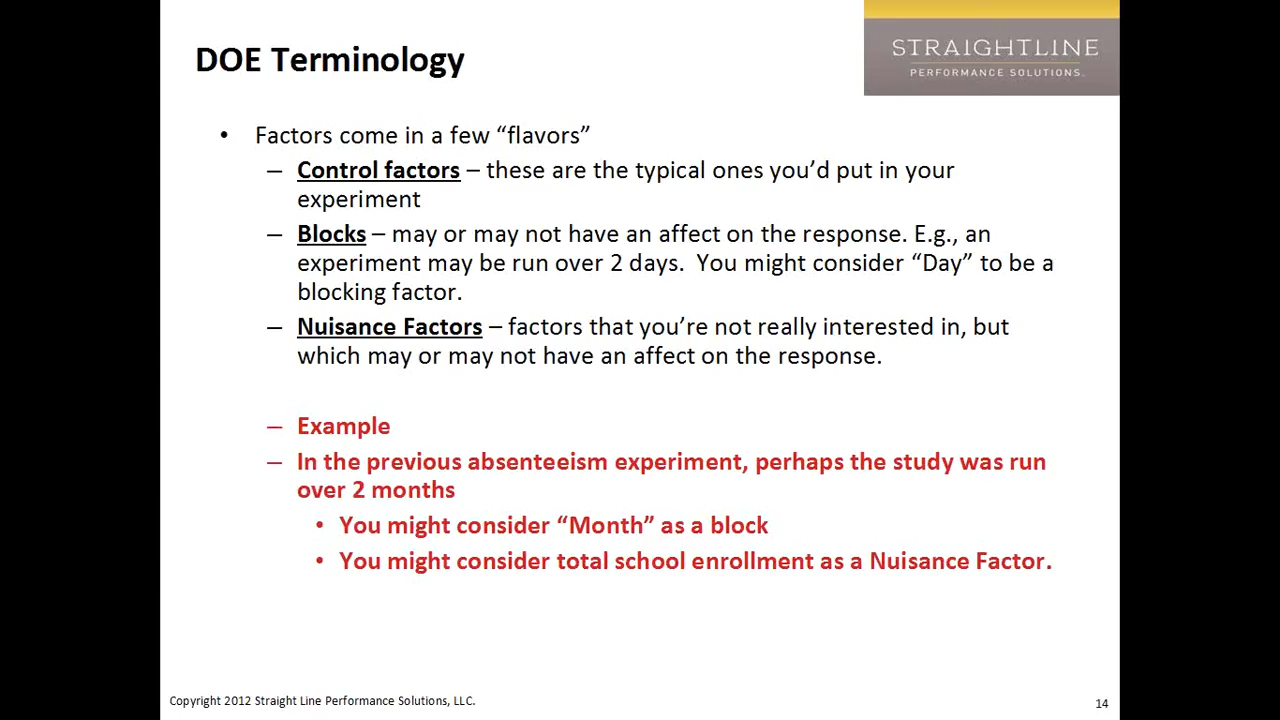 DOE Terminology
STRAIGHTLINE
PERFORMANCE SOLUTIONS.
• Factors come in a few “flavors”
– Control factors – these are the typical ones you’d put in your
experiment
– Blocks – may or may not have an affect on the response. E.g., an
experiment may be run over 2 days.  You might consider “Day” to be a
blocking factor.
– Nuisance Factors – factors that you’re not really interested in, but
which may or may not have an affect on the response.
– Example
– In the previous absenteeism experiment, perhaps the study was run
over 2 months
• You might consider “Month” as a block
• You might consider total school enrollment as a Nuisance Factor.
Copyright 2012 Straight Line Performance Solutions, LLC.
14